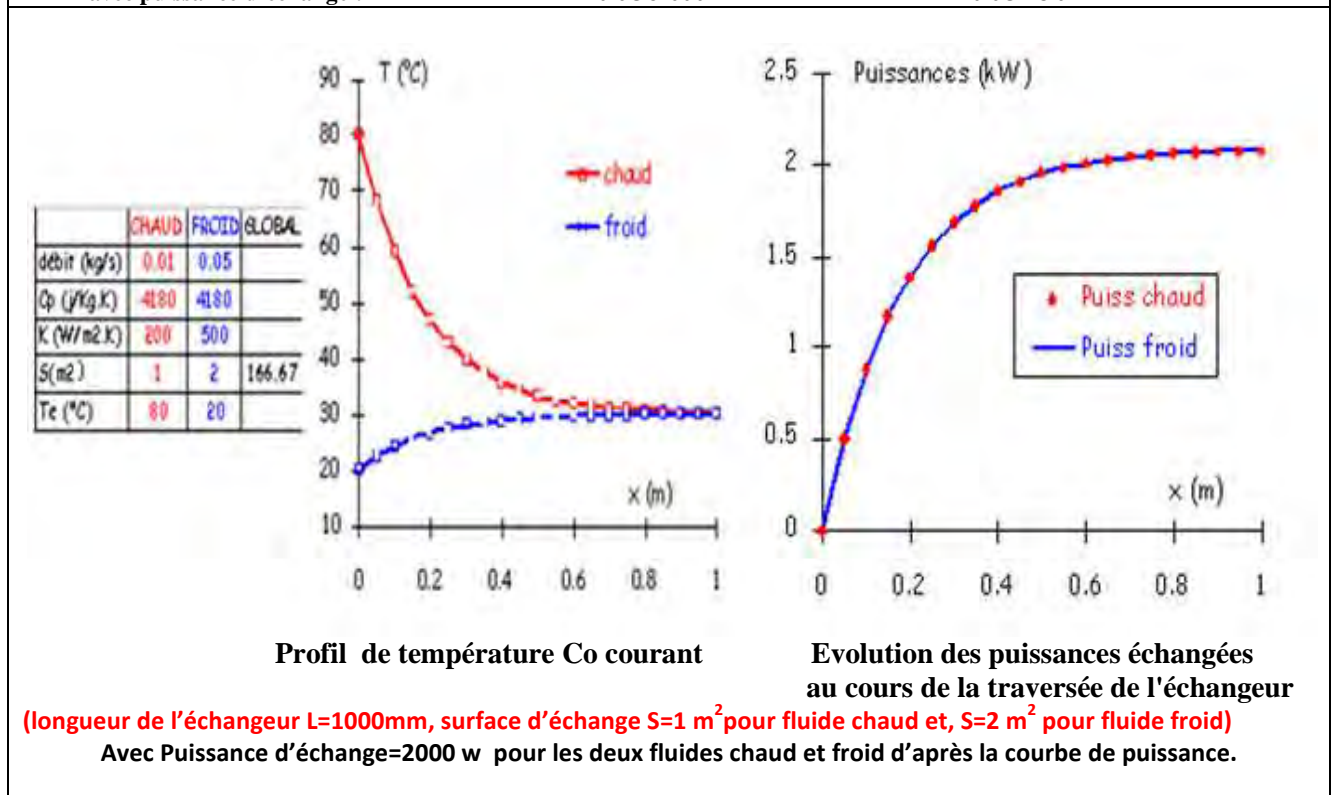 90 T (°C)
80
70
60
50
40
30
20
10
0 0.2 0.4 0.6 0.8 1
x (m)
chaud
froid
CHAUD FROID GLOBAL
débit (kg/s) 0.01 0.05
Cp (j/Kg.K) 4180 4180
K (W/m2.K) 200 500
S(m2) 1 2 166.67
Te (°C) 80 20
2.5 Puissances (kW)
2
1.5
1
0.5
0
0 0.2 0.4 0.6 0.8 1
x (m)
Puiss chaud
Puiss froid
Profil de température Co courant
Evolution des puissances échangées
au cours de la traversée de l'échangeur
(longueur de l’échangeur L=1000mm, surface d’échange S=1 m²pour fluide chaud et, S=2 m² pour fluide froid)
Avec Puissance d’échange=2000 w pour les deux fluides chaud et froid d’après la courbe de puissance.